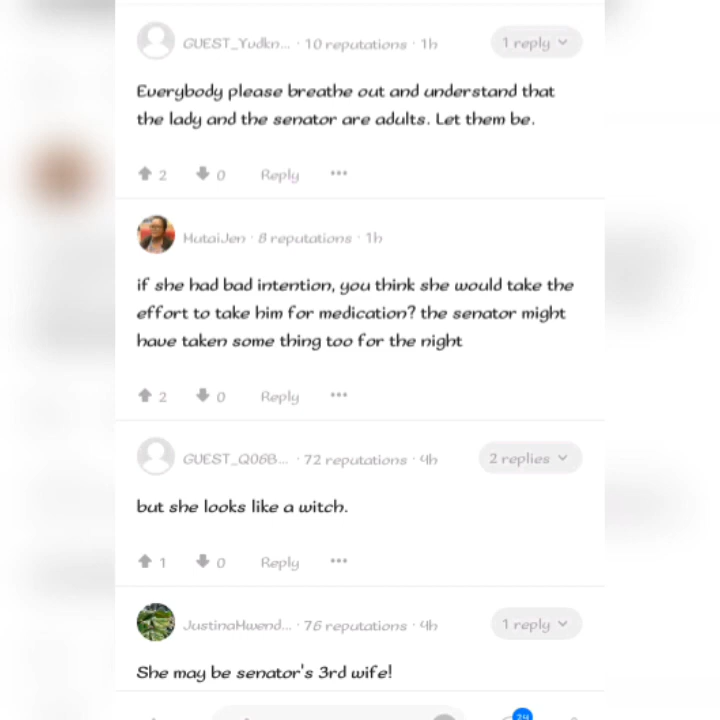 GUEST_Yudkn... · 10 reputations · 1h
1 reply
Everybody please breathe out and understand that
the lady and the senator are adults. Let them be.
2 0 Reply ...
MutaiJen · 8 reputations · 1h
if she had bad intention, you think she would take the
effort to take him for medication? the senator might
have taken some thing too for the night
2 0 Reply ...
GUEST_Q06B... · 72 reputations · 4h
2 replies
but she looks like a witch.
1 0 Reply ...
JustinaMwend... · 76 reputations · 4h
1 reply
She may be senator's 3rd wife!
24